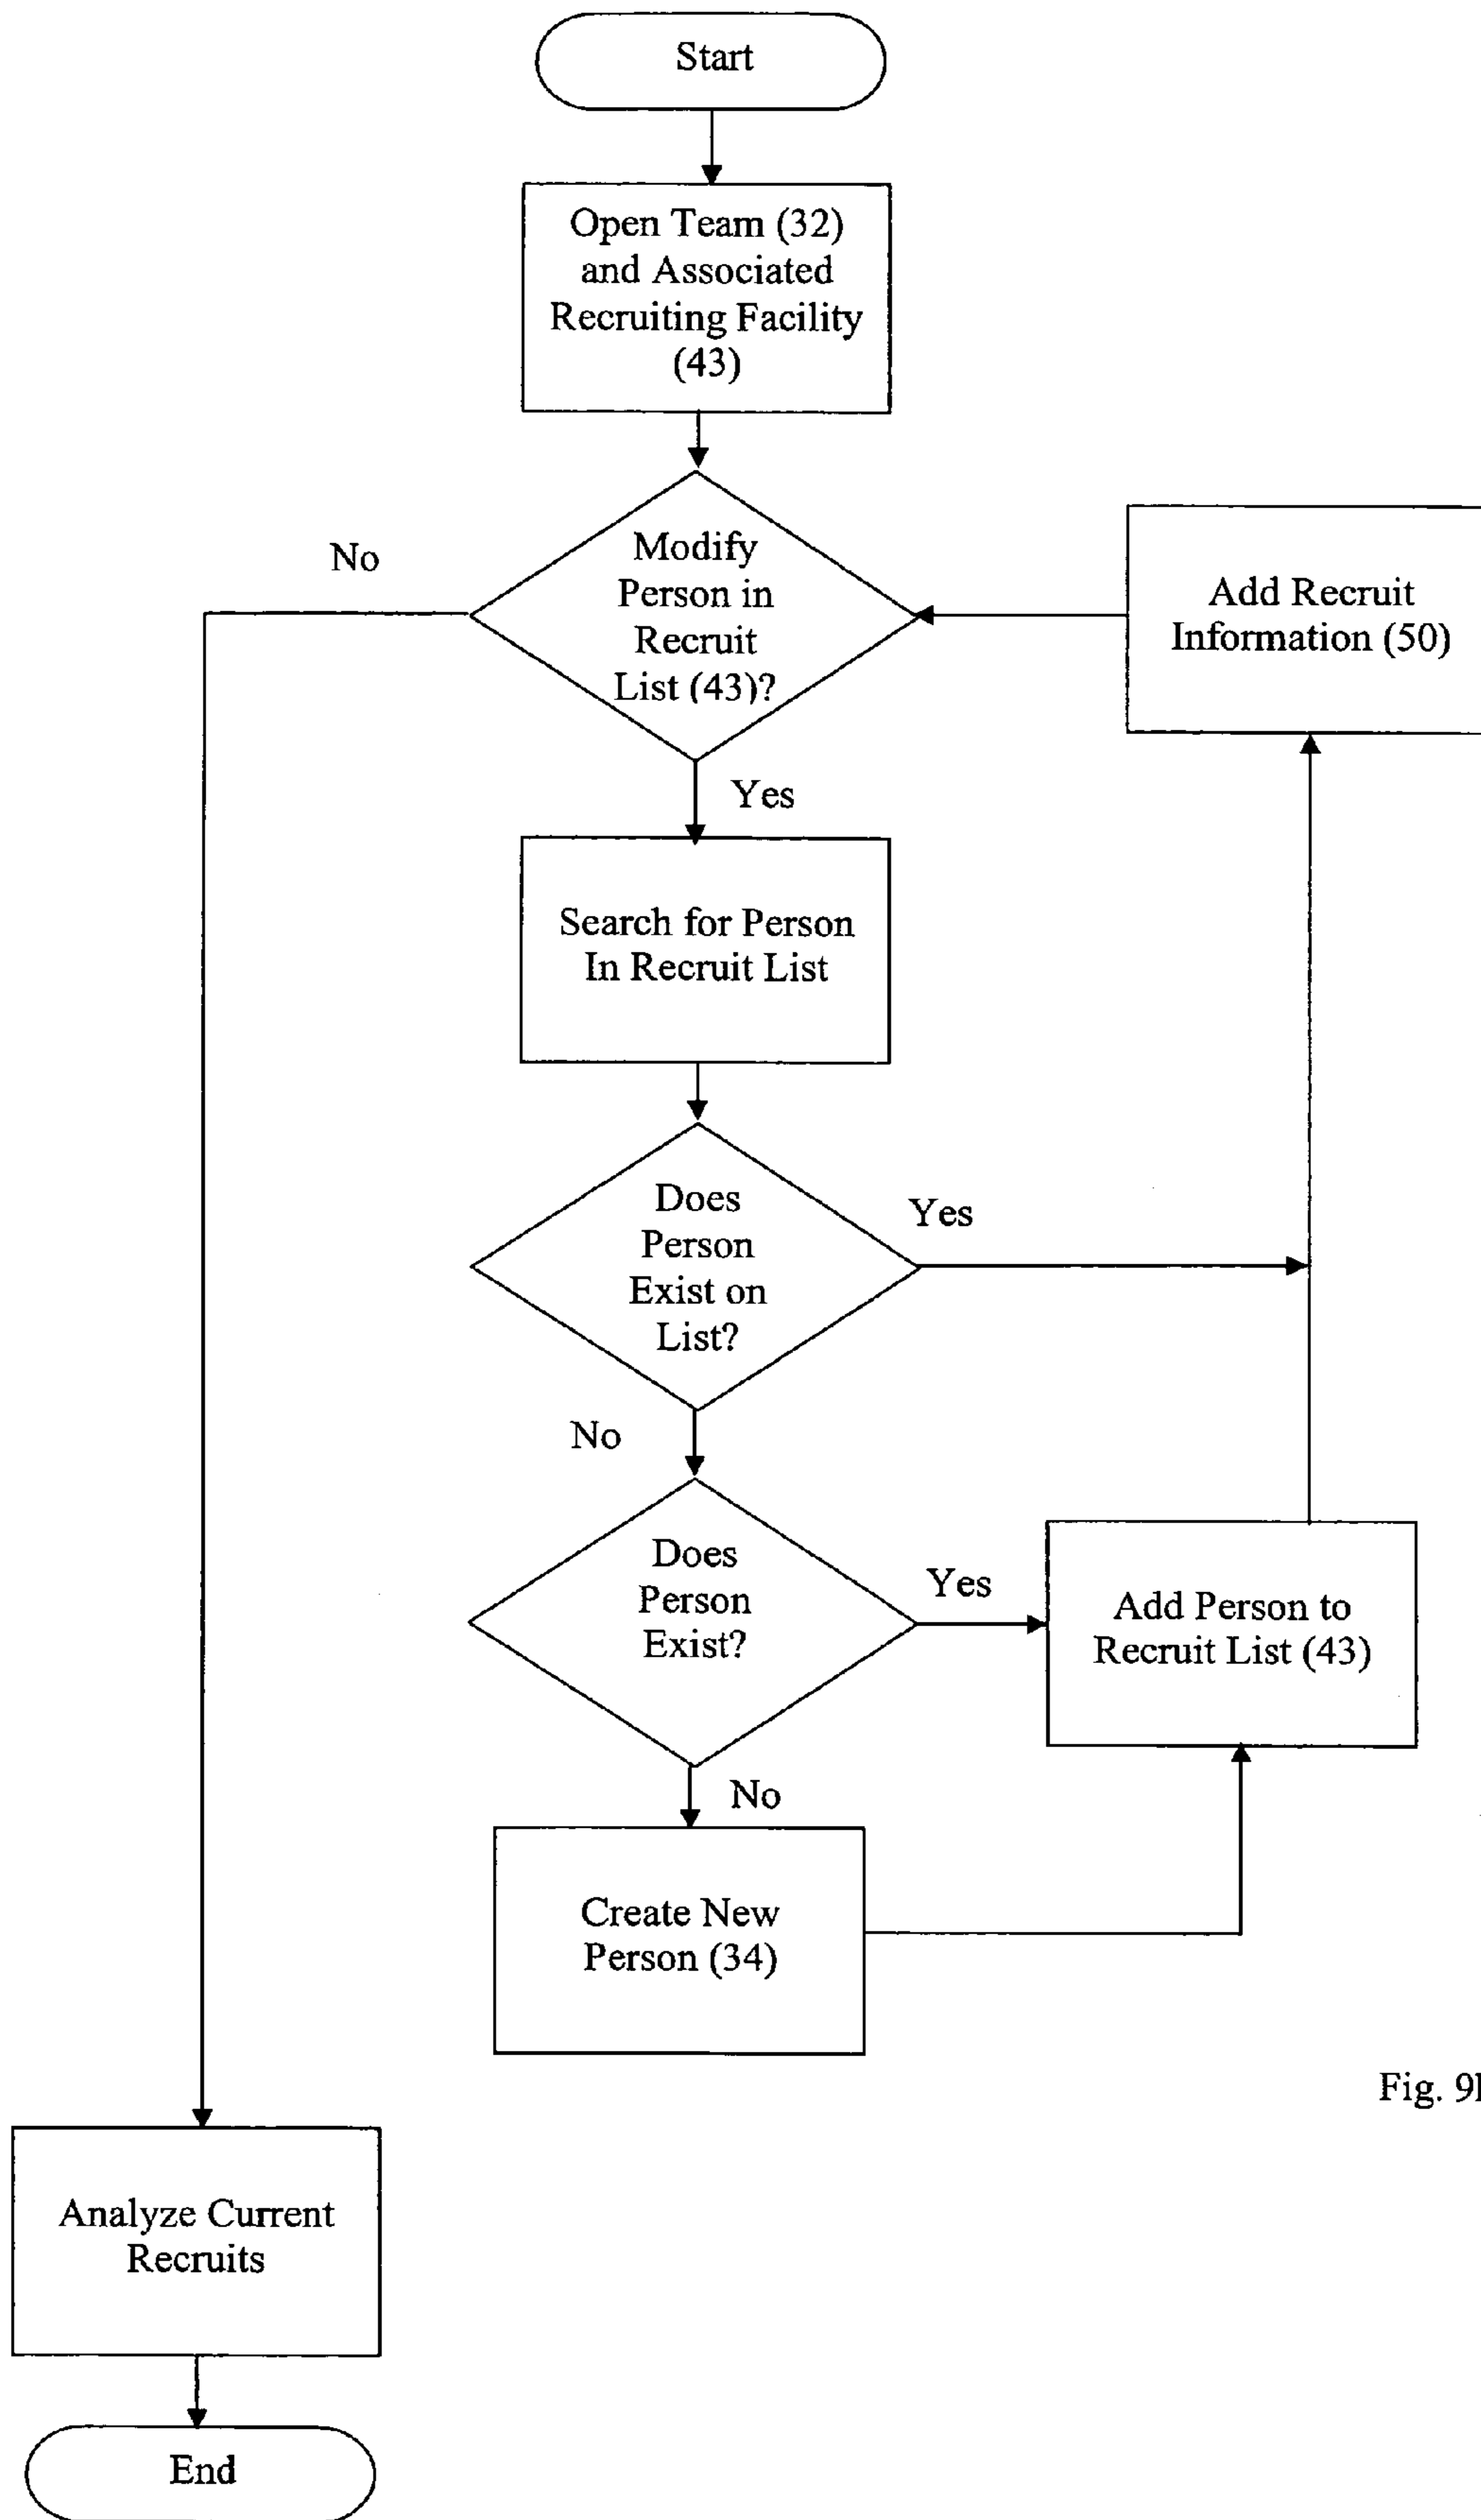 Start
Open Team (32)
and Associated
Recruiting Facility
(43)
No
Modify
Person in
Recruit
List (43)?
Add Recruit
Information (50)
Yes
Search for Person
In Recruit List
Does
Person
Exist on
List?
Yes
No
Does
Person
Exist?
Yes
Add Person to
Recruit List (43)
No
Create New
Person (34)
Fig.
Analyze Current
Recruits
End